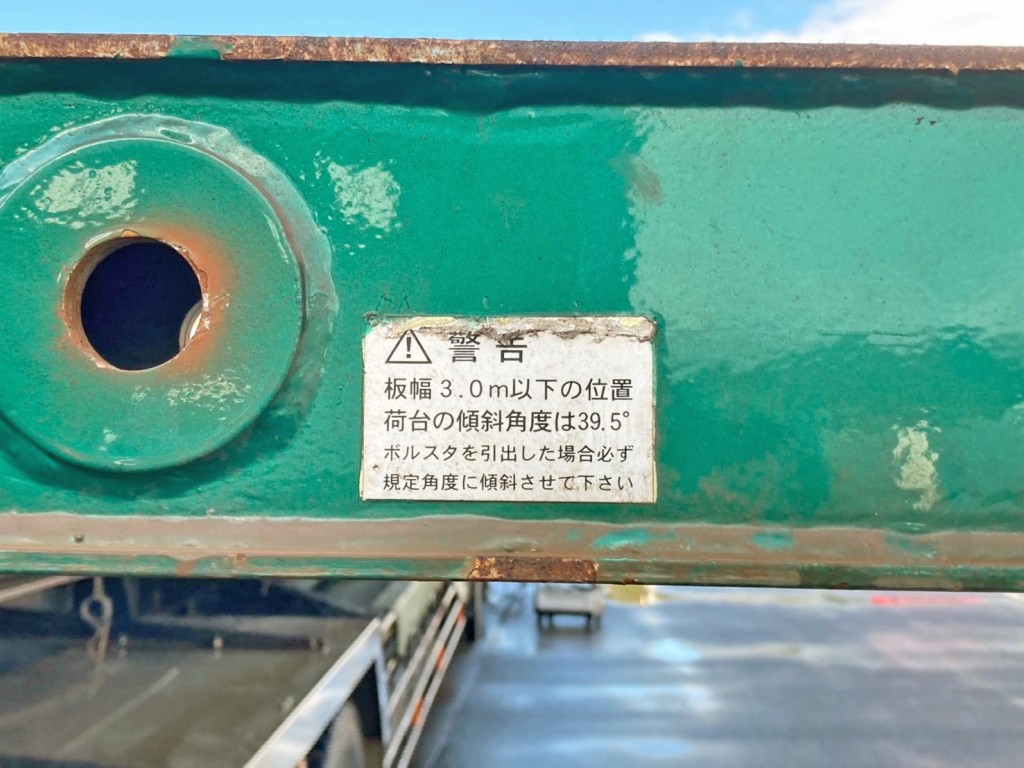 警告
板幅3.0m以下の位置
荷台の傾斜角度は39.5°
ボルスタを引出した場合必ず
規定角度に傾斜させて下さい